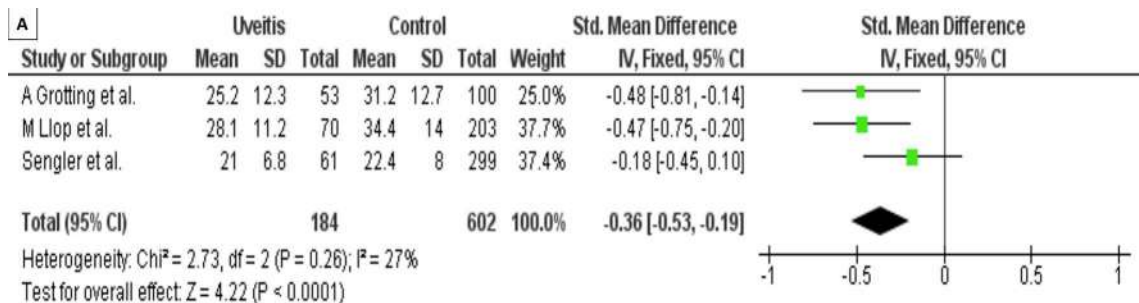 A
Uveitis Control Std. Mean Difference Std. Mean Difference
Study or Subgroup Mean SD Total Mean SD Total Weight IV, Fixed, 95% CI IV, Fixed, 95% CI
A Grotting et al. 25.2 12.3 53 31.2 12.7 100 25.0% -0.48 [-0.81, -0.14]
M Llop et al. 28.1 11.2 70 34.4 14 203 37.7% -0.47 [-0.75, -0.20]
Sengler et al. 21 6.8 61 22.4 8 299 37.4% -0.18 [-0.45, 0.10]
Total (95% CI) 184 602 100.0% -0.36 [-0.53, -0.19]
Heterogeneity: Chi² = 2.73, df = 2 (P = 0.26); I² = 27%
Test for overall effect: Z = 4.22 (P < 0.0001)
-1 -0.5 0 0.5 1